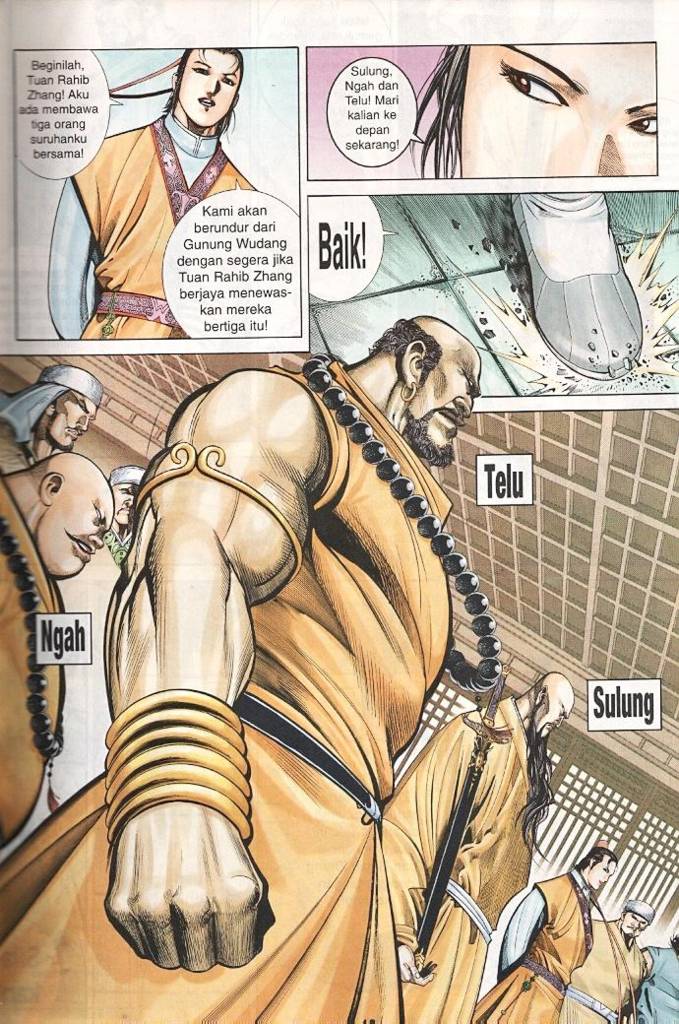 Beginilah,
Tuan Rahib
Zhang! Aku
ada membawa
tiga orang
suruhanku
bersama!
Kami akan
berundur dari
Gunung Wudang
dengan segera jika
Tuan Rahib Zhang
berjaya menewas-
kan mereka
bertiga itu!
Sulung,
Ngah dan
Telu! Mari
kalian ke
depan
sekarang!
Baik!
Telu
Ngah
Sulung